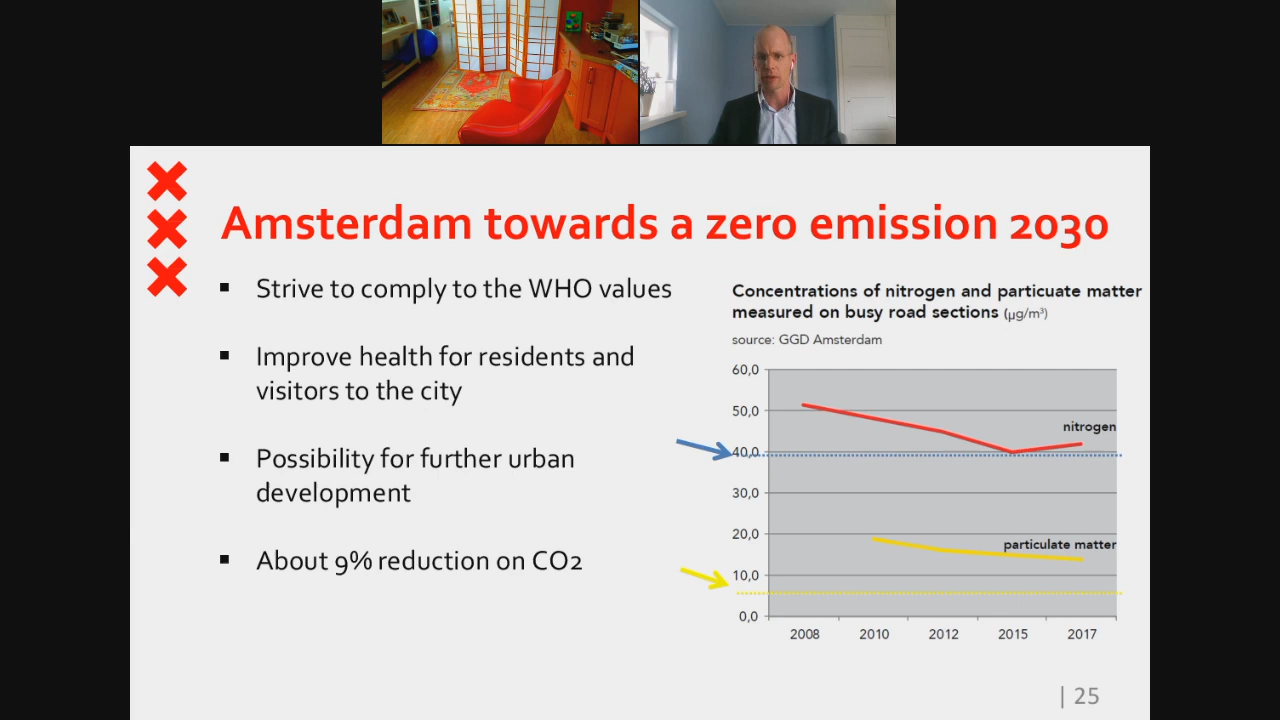 Amsterdam towards a zero emission 2030
▪ Strive to comply to the WHO values
▪ Improve health for residents and
visitors to the city
▪ Possibility for further urban
development
▪ About 9% reduction on CO2
Concentrations of nitrogen and particuate matter
measured on busy road sections (μg/m³)
source: GGD Amsterdam
60,0
50,0
nitrogen
40,0
30,0
20,0
particulate matter
10,0
0,0
2008 2010 2012 2015 2017
| 25